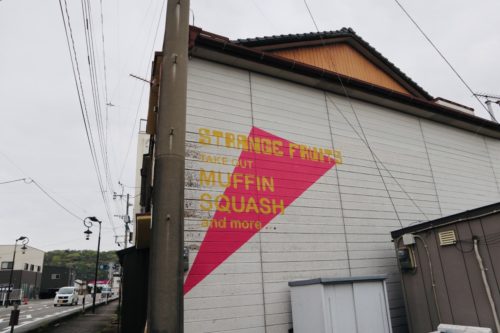 STRANGE FRUITS
TAKE OUT
MUFFIN
SQUASH
and more ...